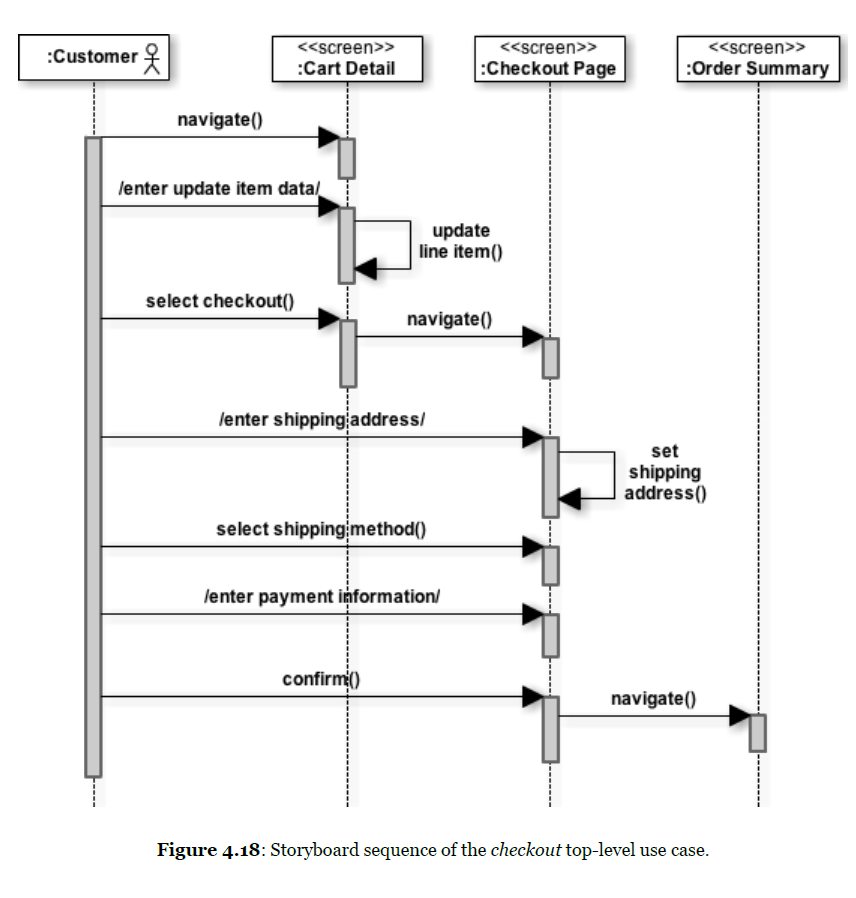 :Customer
<<screen>>
:Cart Detail
<<screen>>
:Checkout Page
<<screen>>
:Order Summary
navigate()
/enter update item data/
update
line item()
select checkout()
navigate()
/enter shipping address/
set
shipping
address()
select shipping method()
/enter payment information/
confirm()
navigate()
Figure 4.18: Storyboard sequence of the checkout top-level use case.